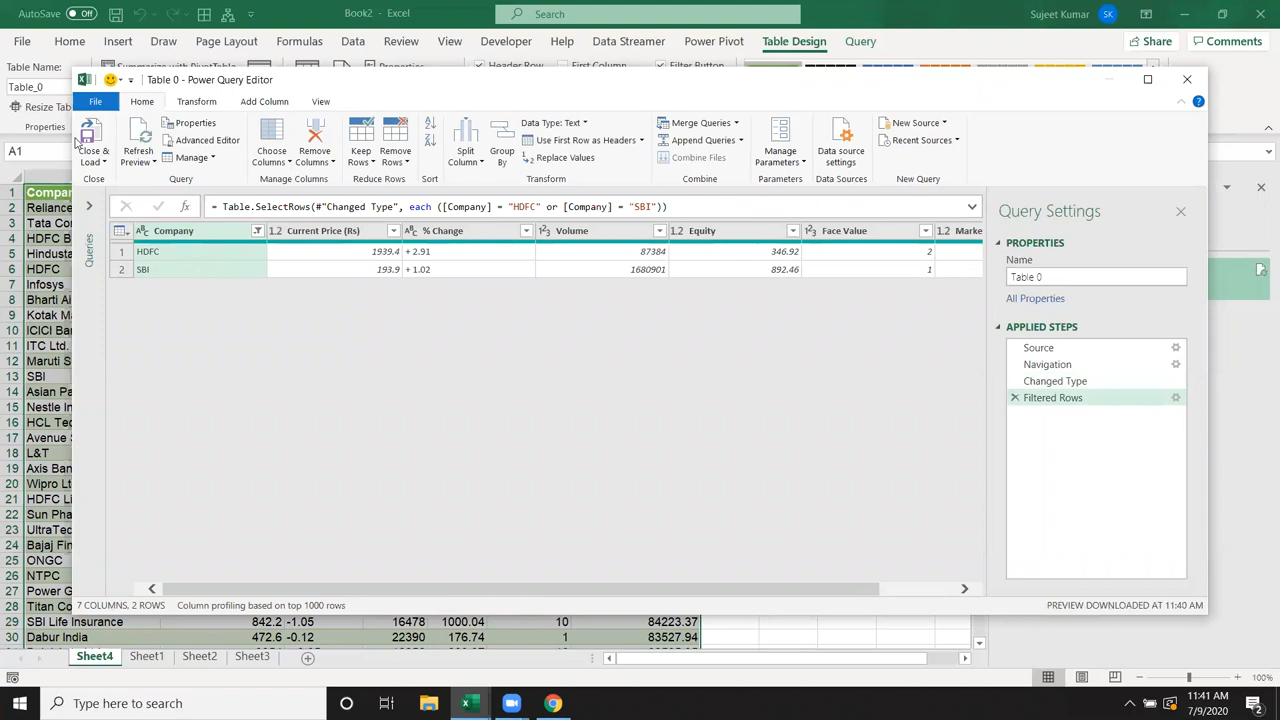 AutoSave Off Book2 - Excel Search Sujeet Kumar SK
File Home Insert Draw Page Layout Formulas Data Review View Developer Help Data Streamer Power Pivot Table Design Query Share Comments
Table_0
Resize Tab
Properties
Table 0 - Power Query Editor
File Home Transform Add Column View
Close & Load
Refresh Preview
Properties
Advanced Editor
Manage
Choose Columns
Remove Columns
Keep Rows
Remove Rows
Split Column
Group By
Data Type: Text
Use First Row as Headers
Replace Values
Merge Queries
Append Queries
Combine Files
Manage Parameters
Data source settings
New Source
Recent Sources
Close Query Manage Columns Reduce Rows Sort Transform Combine Parameters Data Sources New Query
A1
= Table.SelectRows(#"Changed Type", each ([Company] = "HDFC" or [Company] = "SBI"))
Queries
Company 1.2 Current Price (Rs) % Change Volume 1.2 Equity Face Value 1.2 Marke
1 HDFC 1939.4 + 2.91 87384 346.92 2
2 SBI 193.9 + 1.02 1680901 892.46 1
Query Settings
PROPERTIES
Name
Table 0
All Properties
APPLIED STEPS
Source
Navigation
Changed Type
Filtered Rows
1 Compan
2 Reliance
3
4 HDFC B
5 Hindusta
6 HDFC
7 Infosys
8 Bharti Ai
9 Kotak Ma
10 ICICI Ban
11 ITC Ltd.
12 Maruti S
13 SBI
14 Asian Pa
15 Nestle In
16 HCL Tec
17 Avenue S
18 L&T
19 Axis Ban
20 Wipro Ltd
21 HDFC Li
22 Sun Pha
23 UltraTec
24 Bajaj Fin
25 ONGC
26 NTPC
27 Power G
28 Titan Co
29 SBI Life Insurance 842.2 -1.05 16478 1000.04 10 84223.37
30 Dabur India 472.6 -0.12 22390 176.74 1 83527.94
7 COLUMNS, 2 ROWS Column profiling based on top 1000 rows PREVIEW DOWNLOADED AT 11:40 AM
Sheet4 Sheet1 Sheet2 Sheet3
100%
Type here to search
11:41 AM
7/9/2020
2